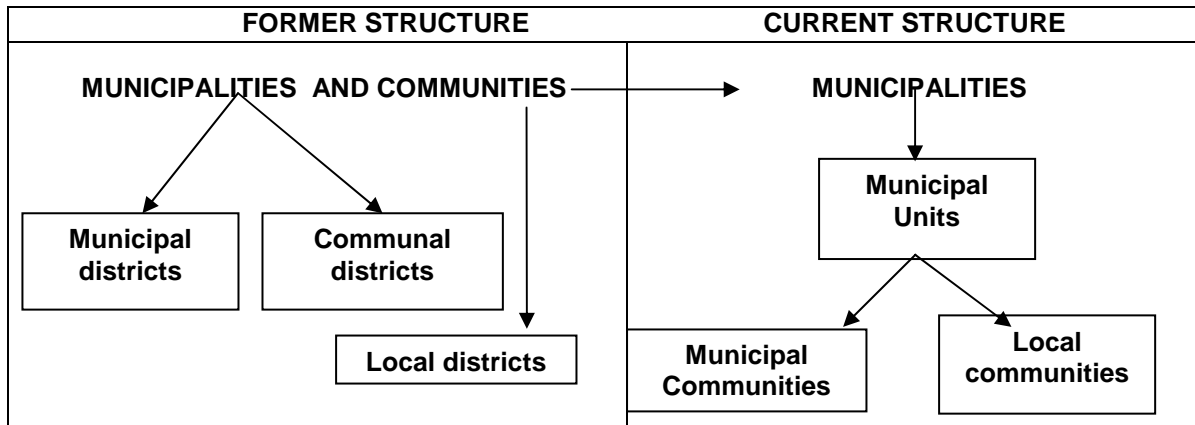 FORMER STRUCTURE
CURRENT STRUCTURE
MUNICIPALITIES AND COMMUNITIES
MUNICIPALITIES
Municipal
districts
Communal
districts
Local districts
Municipal
Units
Municipal
Communities
Local
communities